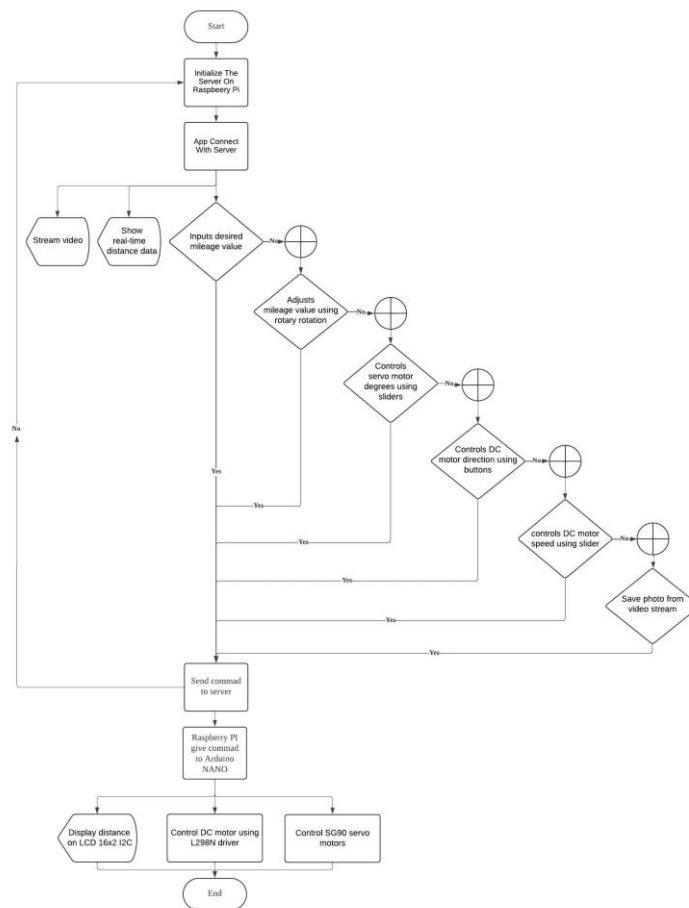 Start
Initialize The
Server On
Raspbeery Pi
App Connect
With Server
Stream video
Show
real-time
distance data
Inputs desired
mileage value
No
Adjusts
mileage value using
rotary rotation
No
Controls
servo motor
degrees using
sliders
No
Controls DC
motor direction using
buttons
No
controls DC motor
speed using slider
No
Save photo from
video stream
No
Yes
Yes
Yes
Yes
Yes
Yes
Send commad
to server
Raspberry PI
give commad
to Arduino
NANO
Display distance
on LCD 16x2 I2C
Control DC motor using
L298N driver
Control SG90 servo
motors
End